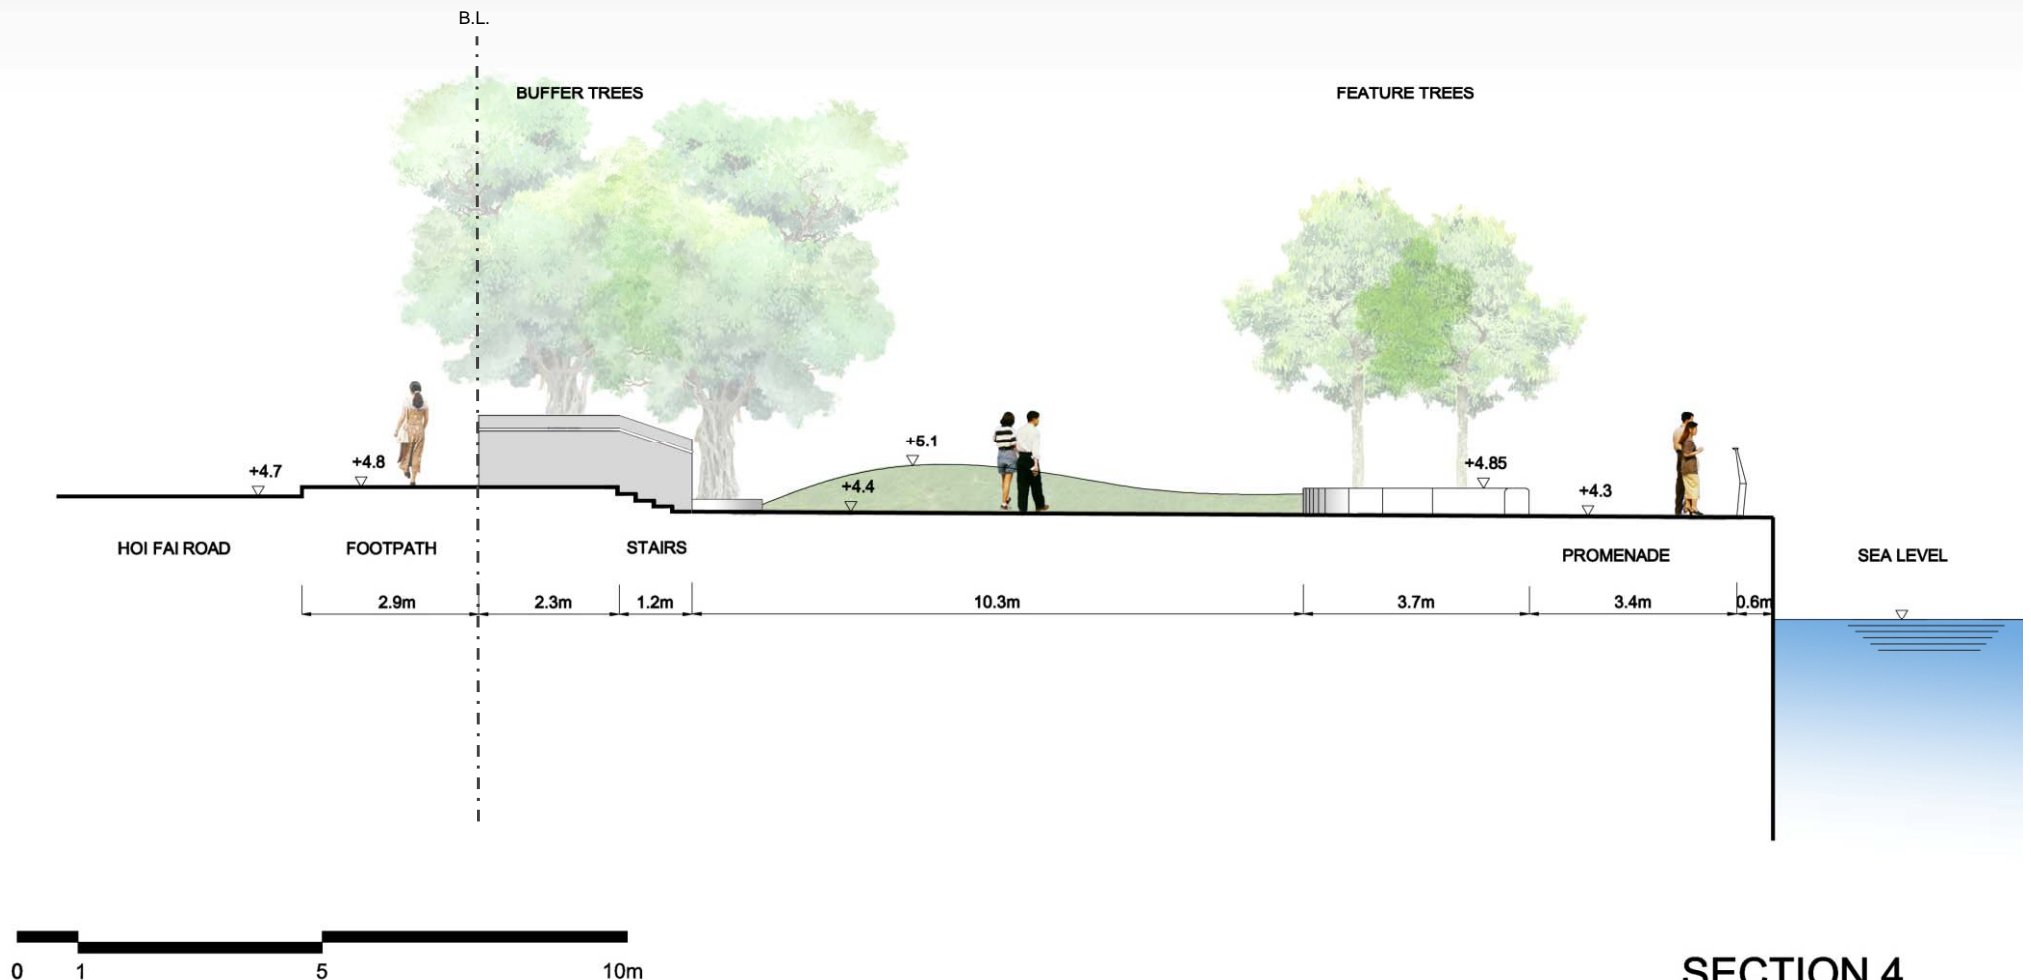 B.L.
BUFFER TREES
FEATURE TREES
+4.7
+4.8
+5.1
+4.4
+4.85
+4.3
HOI FAI ROAD
FOOTPATH
STAIRS
PROMENADE
SEA LEVEL
2.9m
2.3m
1.2m
10.3m
3.7m
3.4m
0.6m
0 1 5 10m
SECTION 4